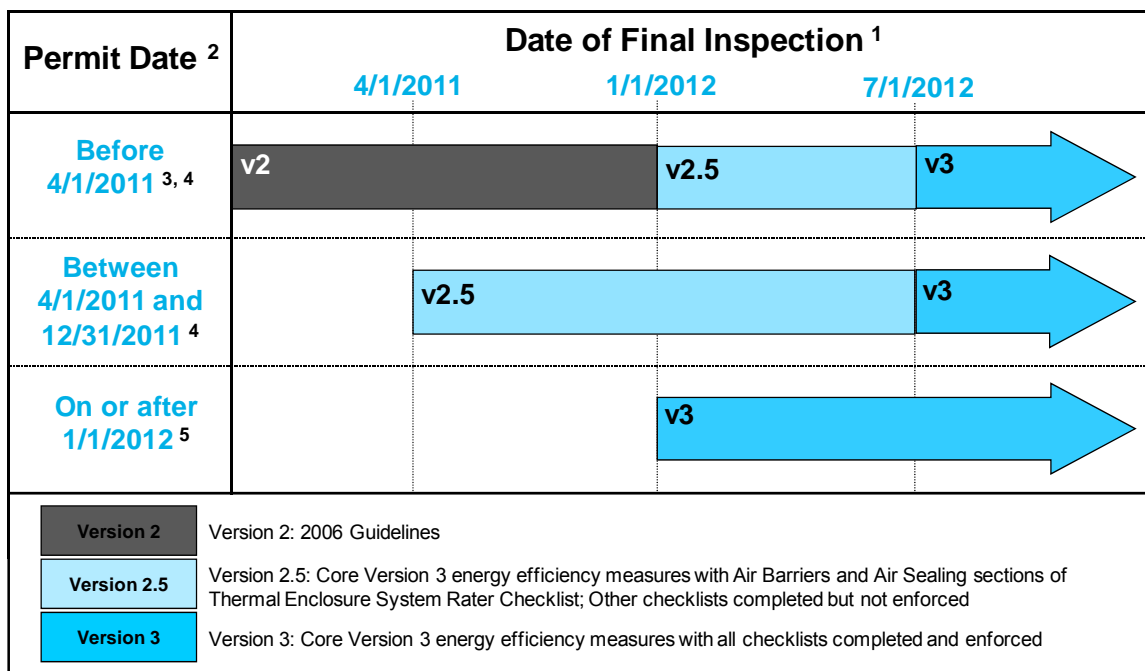 Permit Date 2
Date of Final Inspection 1
4/1/2011 1/1/2012 7/1/2012
Before
4/1/2011 3, 4
v2 v2.5 v3
Between
4/1/2011 and
12/31/2011 4
v2.5 v3
On or after
1/1/2012 5
v3
Version 2 Version 2: 2006 Guidelines
Version 2.5 Version 2.5: Core Version 3 energy efficiency measures with Air Barriers and Air Sealing sections of
Thermal Enclosure System Rater Checklist; Other checklists completed but not enforced
Version 3 Version 3: Core Version 3 energy efficiency measures with all checklists completed and enforced